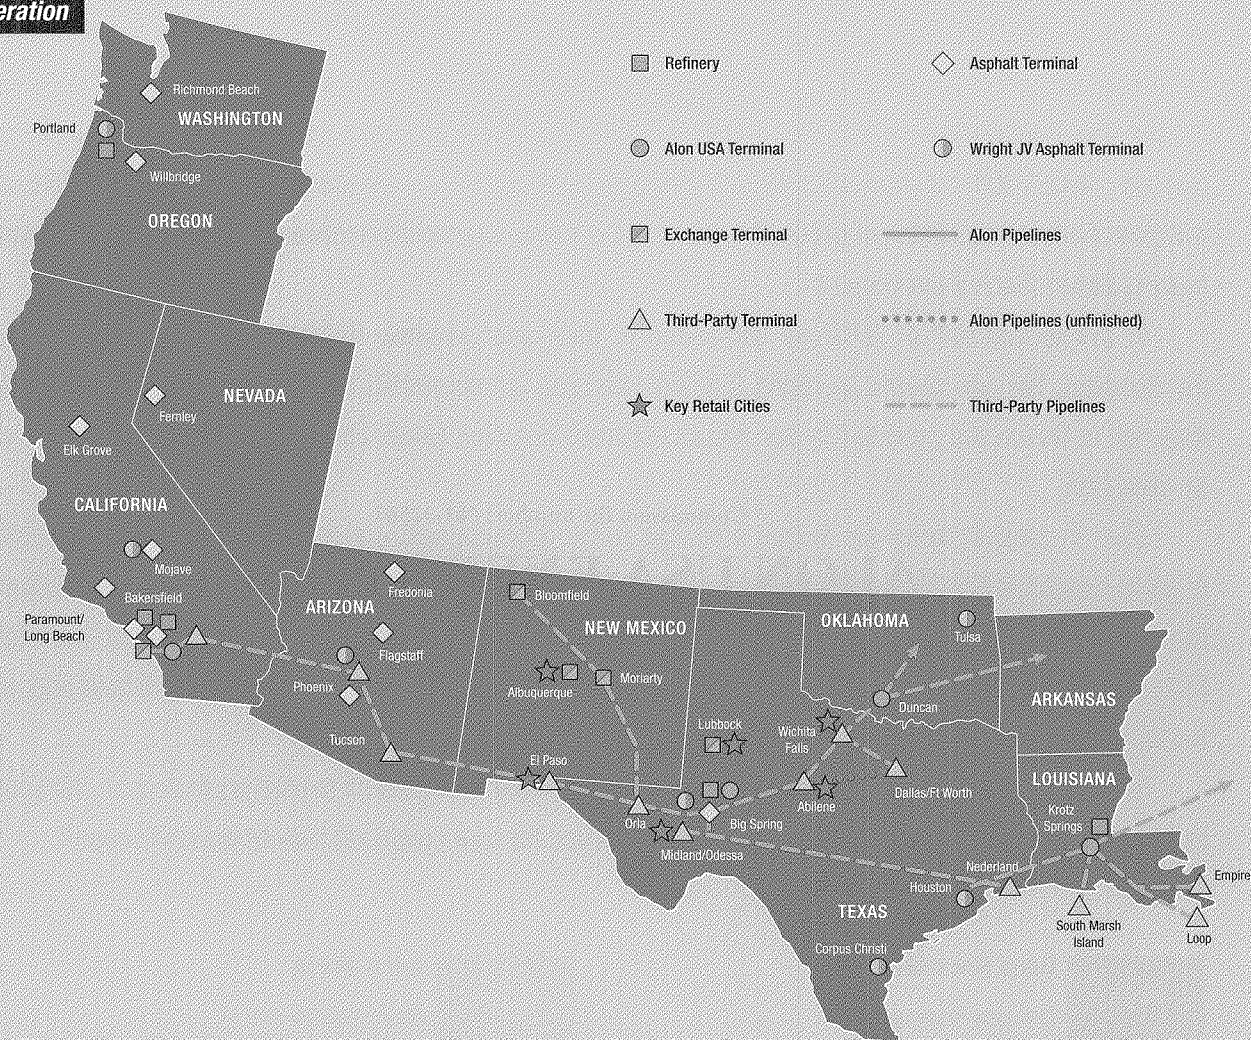 eration
Refinery
Asphalt Terminal
Alon USA Terminal
Wright JV Asphalt Terminal
Exchange Terminal
Alon Pipelines
Third-Party Terminal
Alon Pipelines (unfinished)
Key Retail Cities
Third-Party Pipelines
Richmond Beach
WASHINGTON
Portland
Willbridge
OREGON
NEVADA
Fernley
Elk Grove
CALIFORNIA
Mojave
Bakersfield
Paramount/
Long Beach
Fredonia
ARIZONA
Flagstaff
Phoenix
Tucson
Bloomfield
NEW MEXICO
Albuquerque
Moriarty
El Paso
OKLAHOMA
Tulsa
Duncan
ARKANSAS
Lubbock
Wichita
Falls
Dallas/Ft Worth
Abilene
Big Spring
Orla
Midland/Odessa
LOUISIANA
Krotz
Springs
Nederland
Houston
Empire
TEXAS
South Marsh
Island
Loop
Corpus Christi